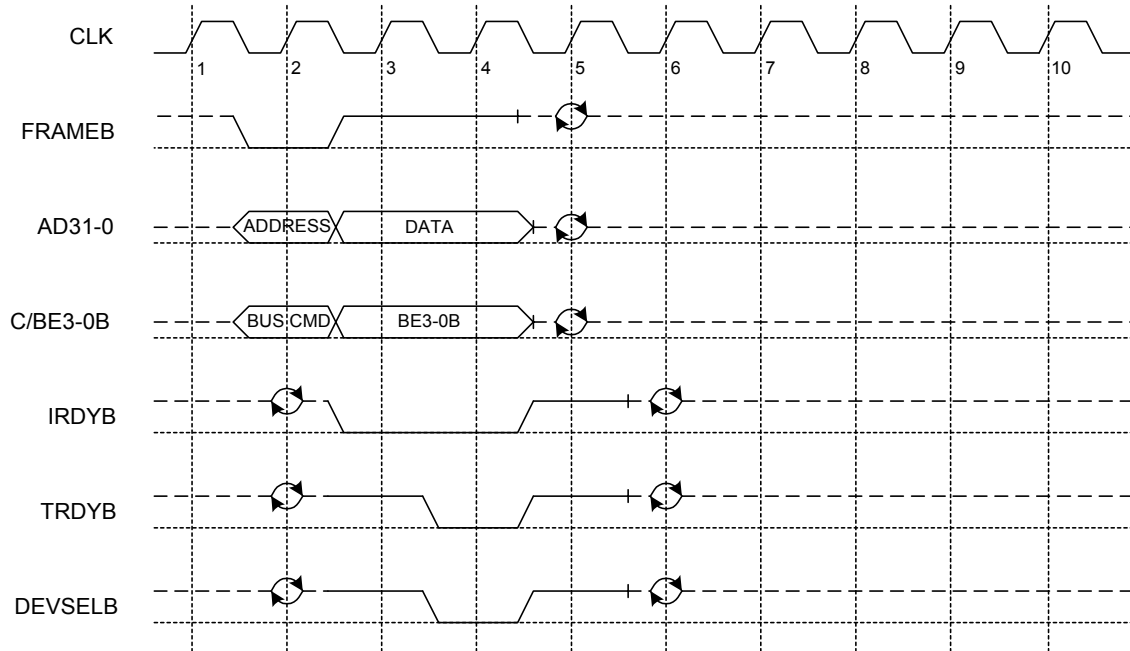 CLK
1 2 3 4 5 6 7 8 9 10
FRAMEB
AD31-0 ADDRESS DATA
C/BE3-0B BUS CMD BE3-0B
IRDYB
TRDYB
DEVSELB